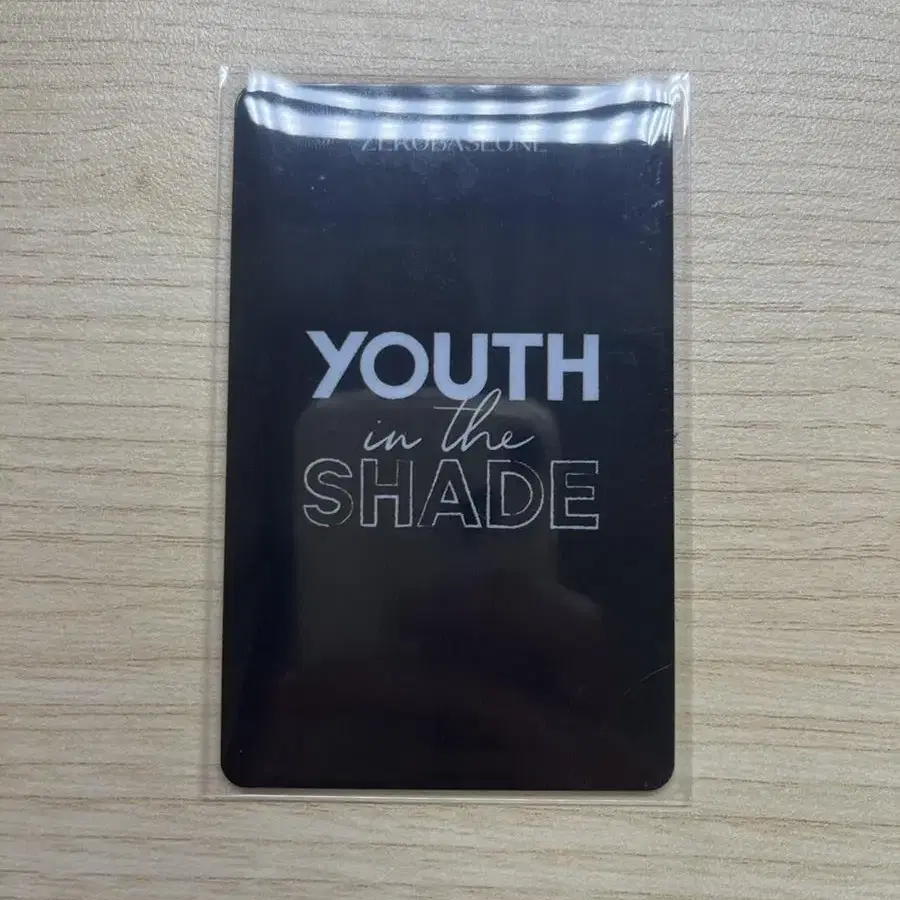 ZEROBASEONE
YOUTH
in the
SHADE